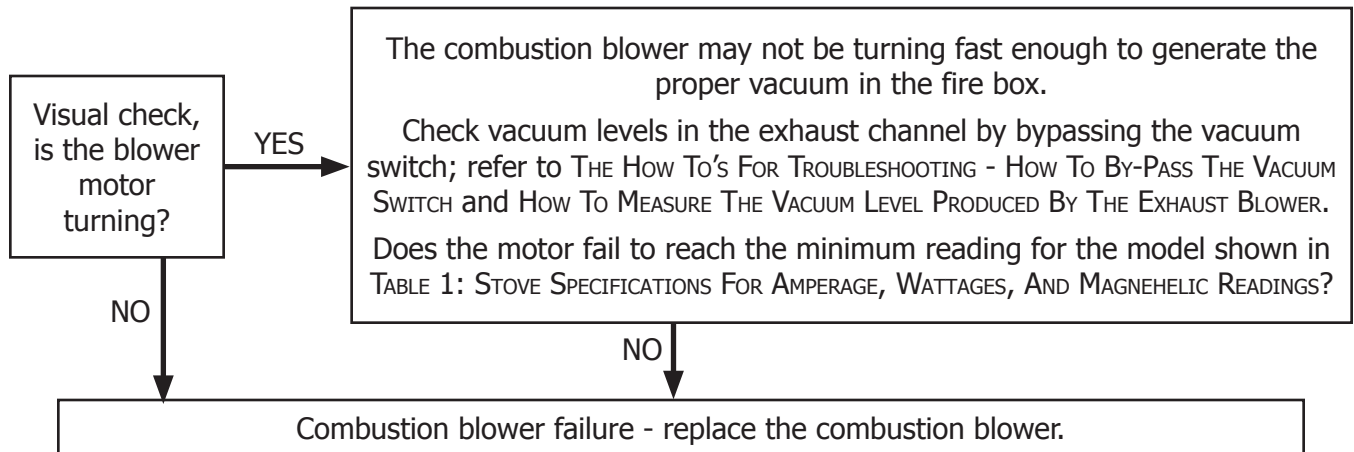 The combustion blower may not be turning fast enough to generate the
proper vacuum in the fire box.
Check vacuum levels in the exhaust channel by bypassing the vacuum
switch; refer to The How To's For Troubleshooting - How To By-Pass The Vacuum
Switch and How To Measure The Vacuum Level Produced By The Exhaust Blower.
Does the motor fail to reach the minimum reading for the model shown in
Table 1: Stove Specifications For Amperage, Wattages, And Magnehelic Readings?
Visual check,
is the blower
motor
turning?
YES
NO
NO
Combustion blower failure - replace the combustion blower.